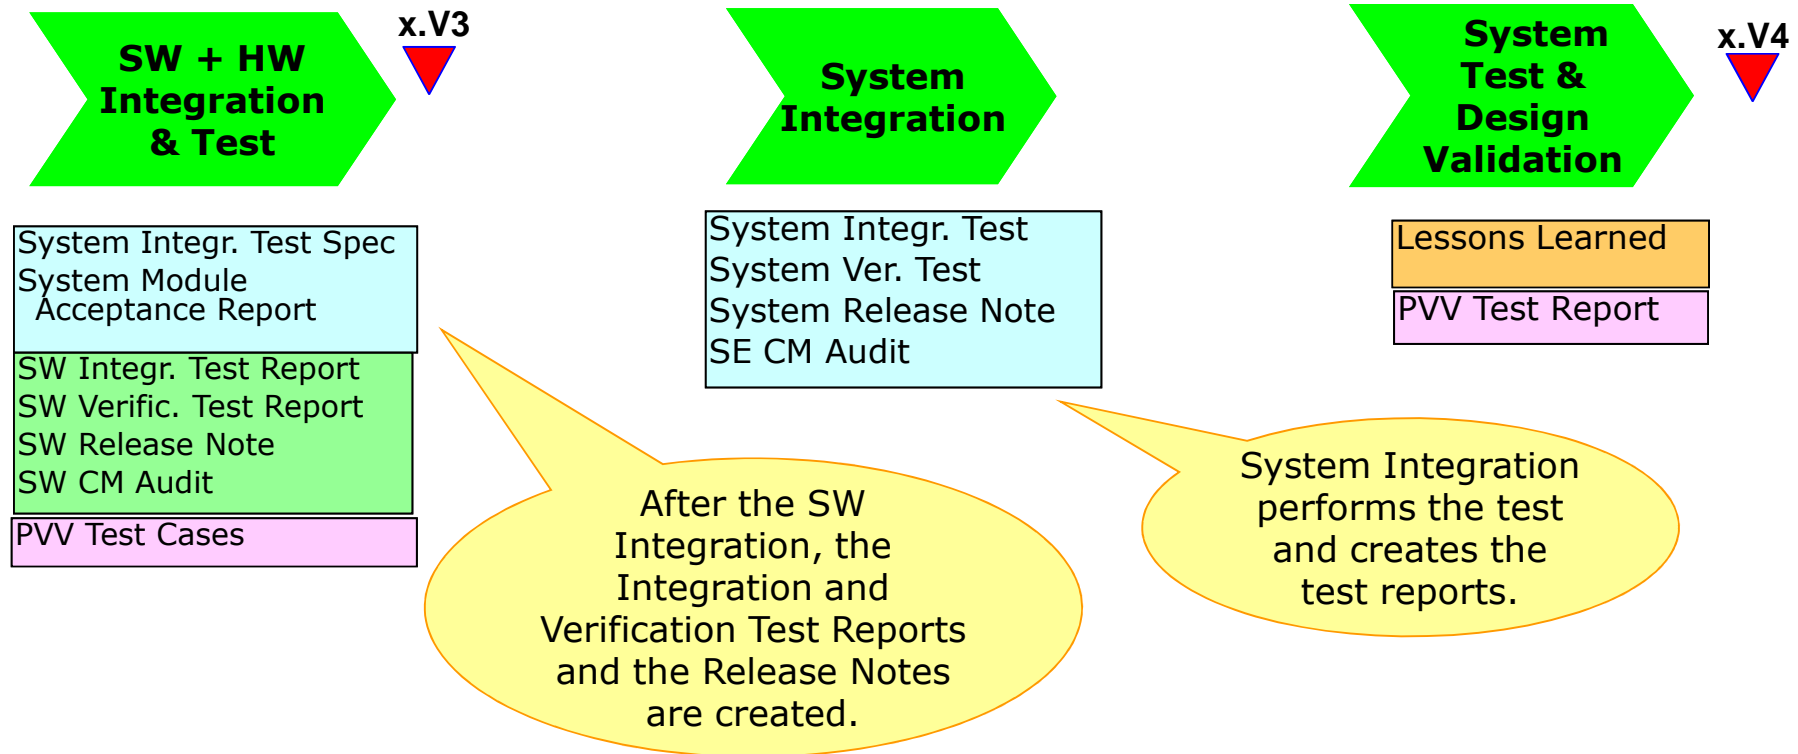 SW + HW
Integration
& Test
x.V3
System
Integration
System
Test &
Design
Validation
x.V4
System Integr. Test Spec
System Module
Acceptance Report
SW Integr. Test Report
SW Verific. Test Report
SW Release Note
SW CM Audit
PVV Test Cases
System Integr. Test
System Ver. Test
System Release Note
SE CM Audit
Lessons Learned
PVV Test Report
After the SW
Integration, the
Integration and
Verification Test Reports
and the Release Notes
are created.
System Integration
performs the test
and creates the
test reports.